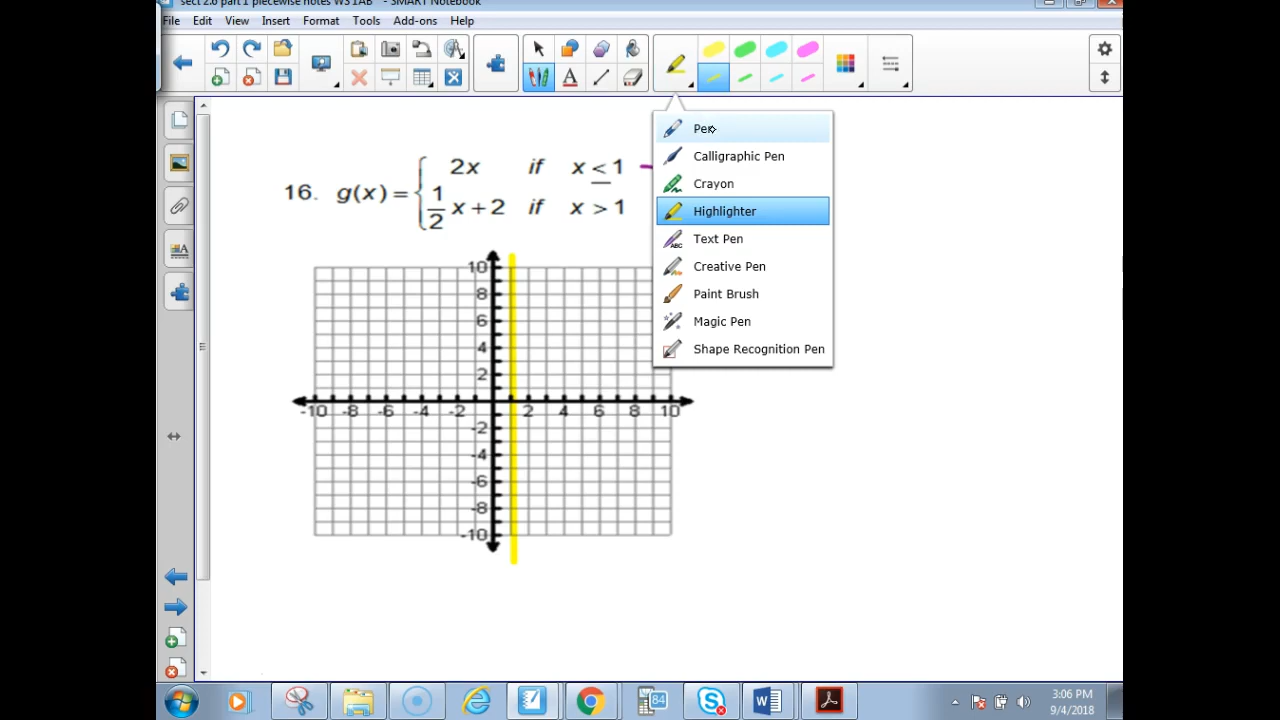 sect 2.6 part 1 piecewise notes WS 1AB - SMART Notebook
File Edit View Insert Format Tools Add-ons Help
Pen
Calligraphic Pen
Crayon
Highlighter
Text Pen
Creative Pen
Paint Brush
Magic Pen
Shape Recognition Pen
2x if x < 1
16. g(x) =
1/2 x + 2 if x > 1
10
8
6
4
2
-10 -8 -6 -4 -2 2 4 6 8 10
-2
-4
-6
-8
-10
84
3:06 PM
9/4/2018